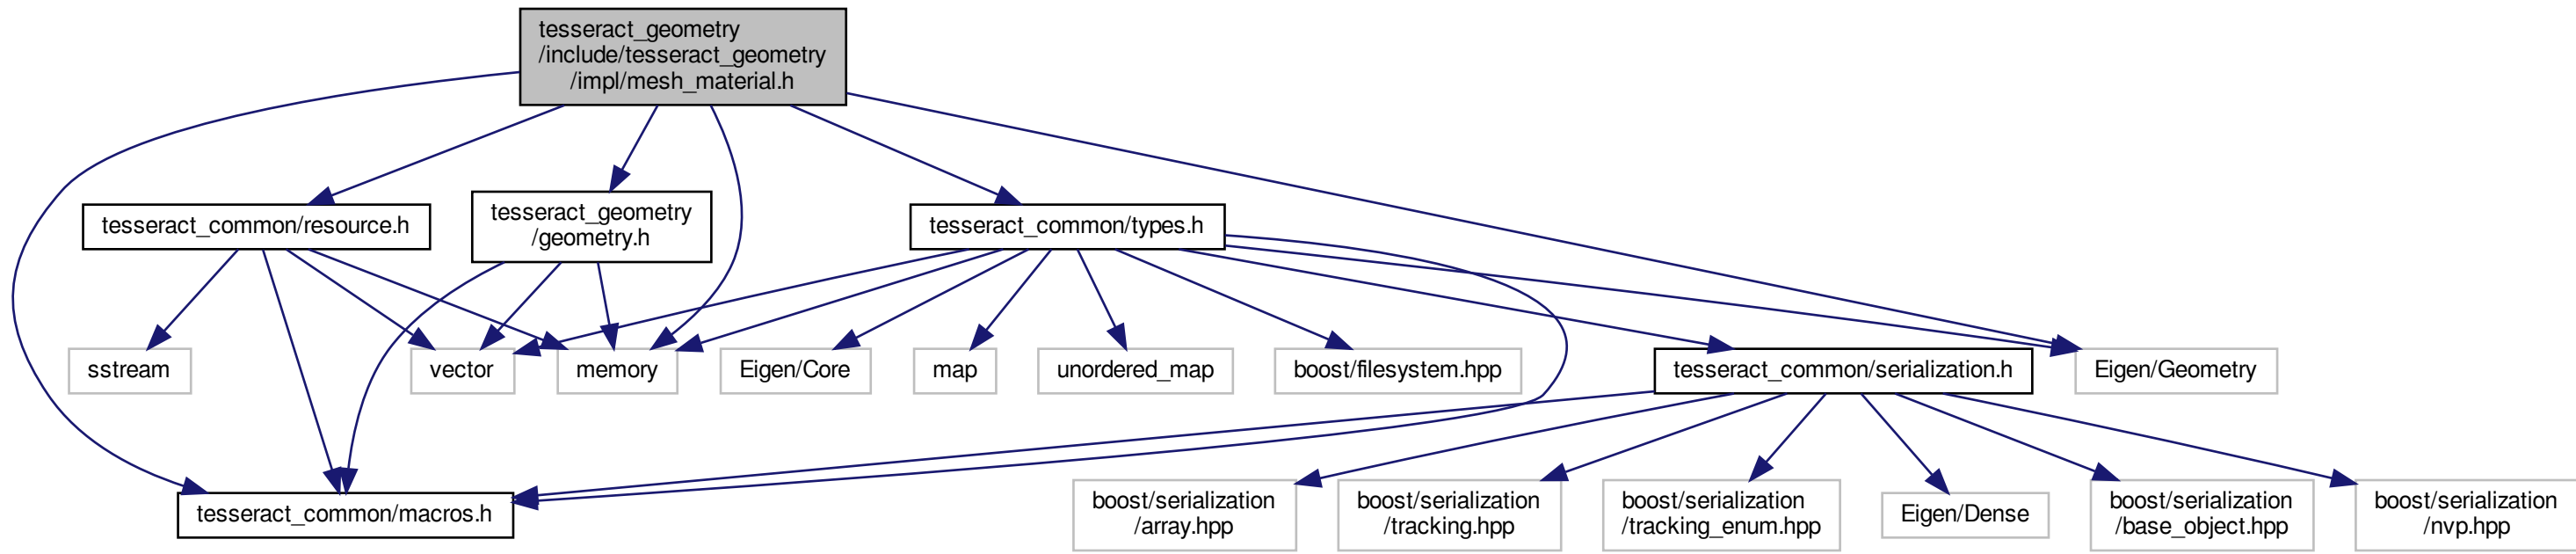 tesseract_geometry
/include/tesseract_geometry
/impl/mesh_material.h
tesseract_common/resource.h
tesseract_geometry
/geometry.h
tesseract_common/types.h
sstream
vector
memory
Eigen/Core
map
unordered_map
boost/filesystem.hpp
tesseract_common/serialization.h
Eigen/Geometry
tesseract_common/macros.h
boost/serialization
/array.hpp
boost/serialization
/tracking.hpp
boost/serialization
/tracking_enum.hpp
Eigen/Dense
boost/serialization
/base_object.hpp
boost/serialization
/nvp.hpp